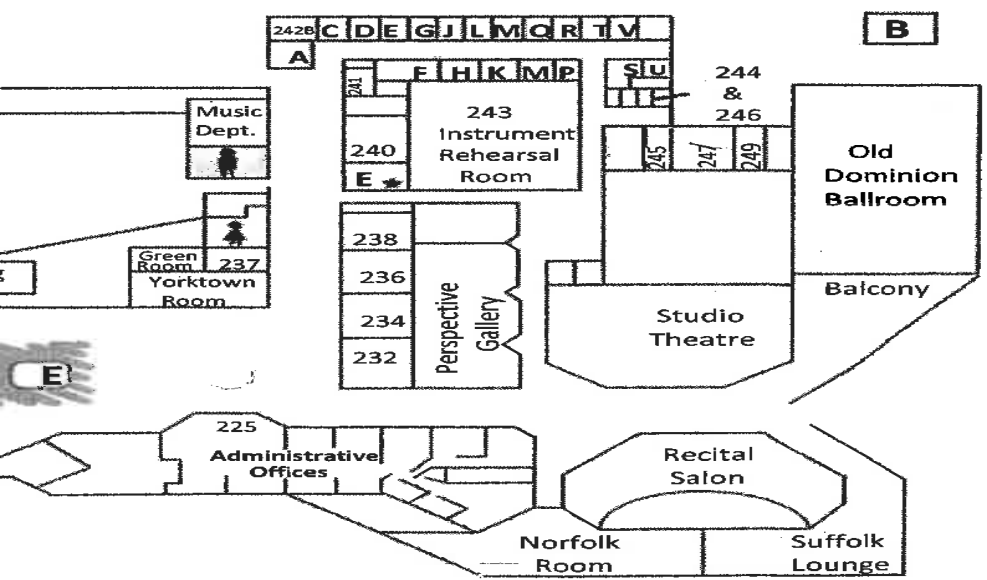 242B C D E G J L M Q R T V
B
A
241
F H K M P
S U
244
&
246
Music
Dept.
243
Instrument
Rehearsal
Room
240
E
245
247
249
Old
Dominion
Ballroom
Green
Room
237
Yorktown
Room
238
236
234
232
Perspective
Gallery
Balcony
Studio
Theatre
E
225
Administrative
Offices
Recital
Salon
Norfolk
Room
Suffolk
Lounge